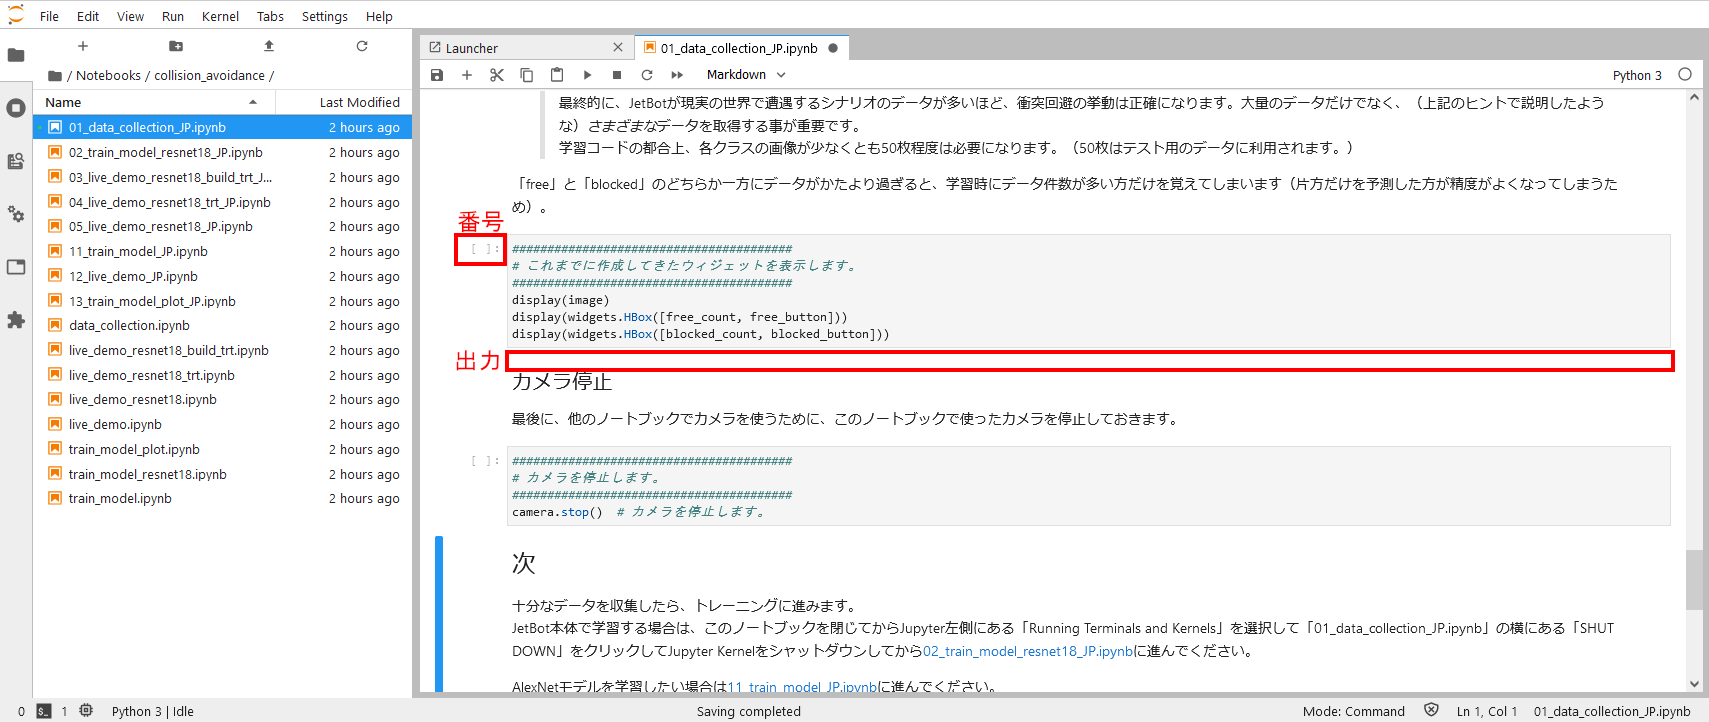 File Edit View Run Kernel Tabs Settings Help
/ Notebooks / collision_avoidance /
Name Last Modified
01_data_collection_JP.ipynb 2 hours ago
02_train_model_resnet18_JP.ipynb 2 hours ago
03_live_demo_resnet18_build_trt_J... 2 hours ago
04_live_demo_resnet18_trt_JP.ipynb 2 hours ago
05_live_demo_resnet18_JP.ipynb 2 hours ago
11_train_model_JP.ipynb 2 hours ago
12_live_demo_JP.ipynb 2 hours ago
13_train_model_plot_JP.ipynb 2 hours ago
data_collection.ipynb 2 hours ago
live_demo_resnet18_build_trt.ipynb 2 hours ago
live_demo_resnet18_trt.ipynb 2 hours ago
live_demo_resnet18.ipynb 2 hours ago
live_demo.ipynb 2 hours ago
train_model_plot.ipynb 2 hours ago
train_model_resnet18.ipynb 2 hours ago
train_model.ipynb 2 hours ago
Launcher
01_data_collection_JP.ipynb
Markdown
Python 3
最終的に、JetBotが現実の世界で遭遇するシナリオのデータが多いほど、衝突回避の挙動は正確になります。大量のデータだけでなく、（上記のヒントで説明したよう
な）さまざまなデータを取得する事が重要です。
学習コードの都合上、各クラスの画像が少なくとも50枚程度は必要になります。（50枚はテスト用のデータに利用されます。）
「free」と「blocked」のどちらか一方にデータがかたより過ぎると、学習時にデータ件数が多い方だけを覚えてしまいます（片方だけを予測した方が精度がよくなってしまうた
め）。
番号
[ ]: ########################################
# これまでに作成してきたウィジェットを表示します。
########################################
display(image)
display(widgets.HBox([free_count, free_button]))
display(widgets.HBox([blocked_count, blocked_button]))
出力
カメラ停止
最後に、他のノートブックでカメラを使うために、このノートブックで使ったカメラを停止しておきます。
[ ]: ########################################
# カメラを停止します。
########################################
camera.stop() # カメラを停止します。
次
十分なデータを収集したら、トレーニングに進みます。
JetBot本体で学習する場合は、このノートブックを閉じてからJupyter左側にある「Running Terminals and Kernels」を選択して「01_data_collection_JP.ipynb」の横にある「SHUT
DOWN」をクリックしてJupyter Kernelをシャットダウンしてから02_train_model_resnet18_JP.ipynbに進んでください。
AlexNetモデルを学習したい場合は11_train_model_JP.ipynbに進んでください。
0 $_ 1 Python 3 | Idle Saving completed Mode: Command Ln 1, Col 1 01_data_collection_JP.ipynb